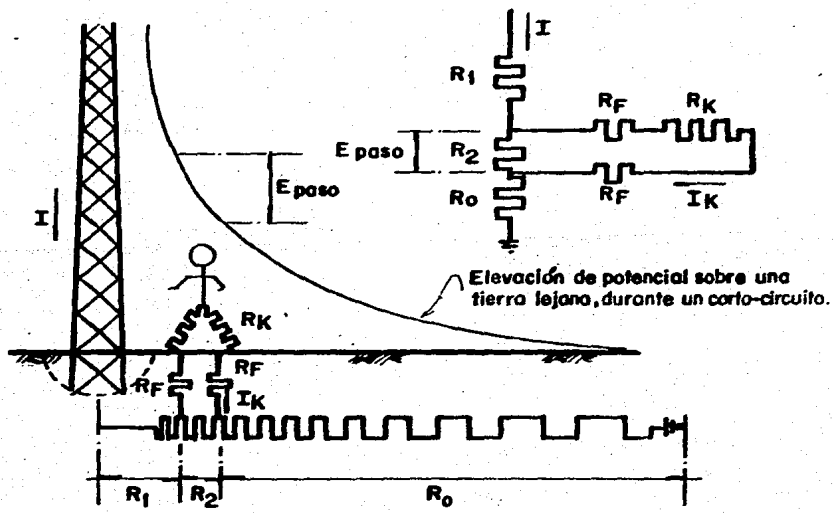 I
R1
RF
RK
E paso
R2
Ro
RF
IK
E paso
I
Elevación de potencial sobre una
tierra lejana, durante un corto-circuito.
RK
RF
RF
IK
R1
R2
Ro